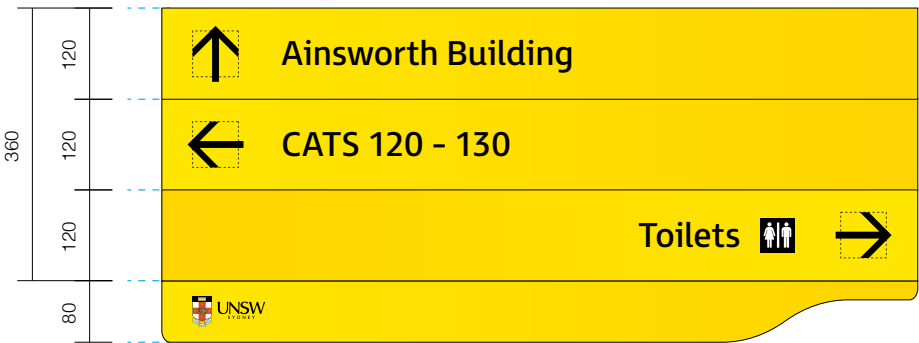 120
Ainsworth Building
360
120
CATS 120 - 130
120
Toilets
80
UNSW
SYDNEY